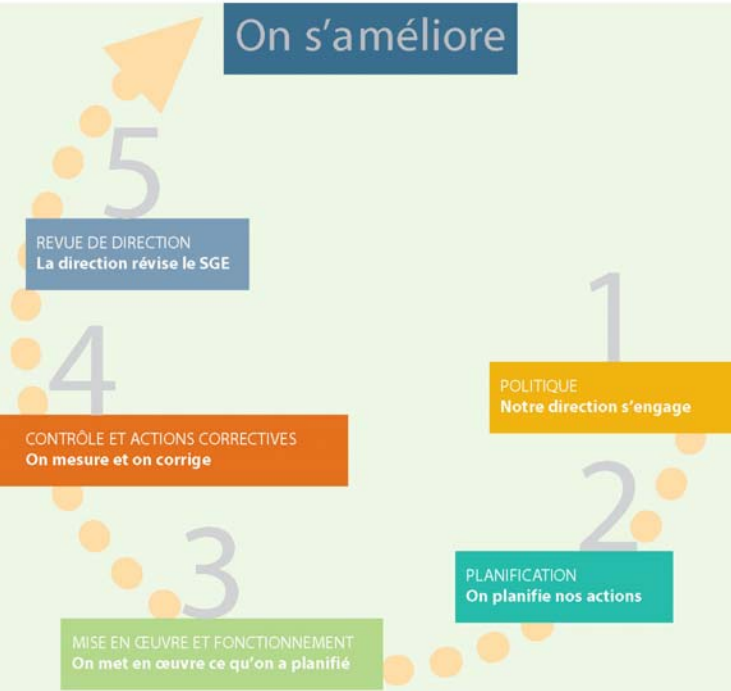 On s’améliore
1
POLITIQUE
Notre direction s’engage
2
PLANIFICATION
On planifie nos actions
3
MISE EN ŒUVRE ET FONCTIONNEMENT
On met en œuvre ce qu’on a planifié
4
CONTRÔLE ET ACTIONS CORRECTIVES
On mesure et on corrige
5
REVUE DE DIRECTION
La direction révise le SGE